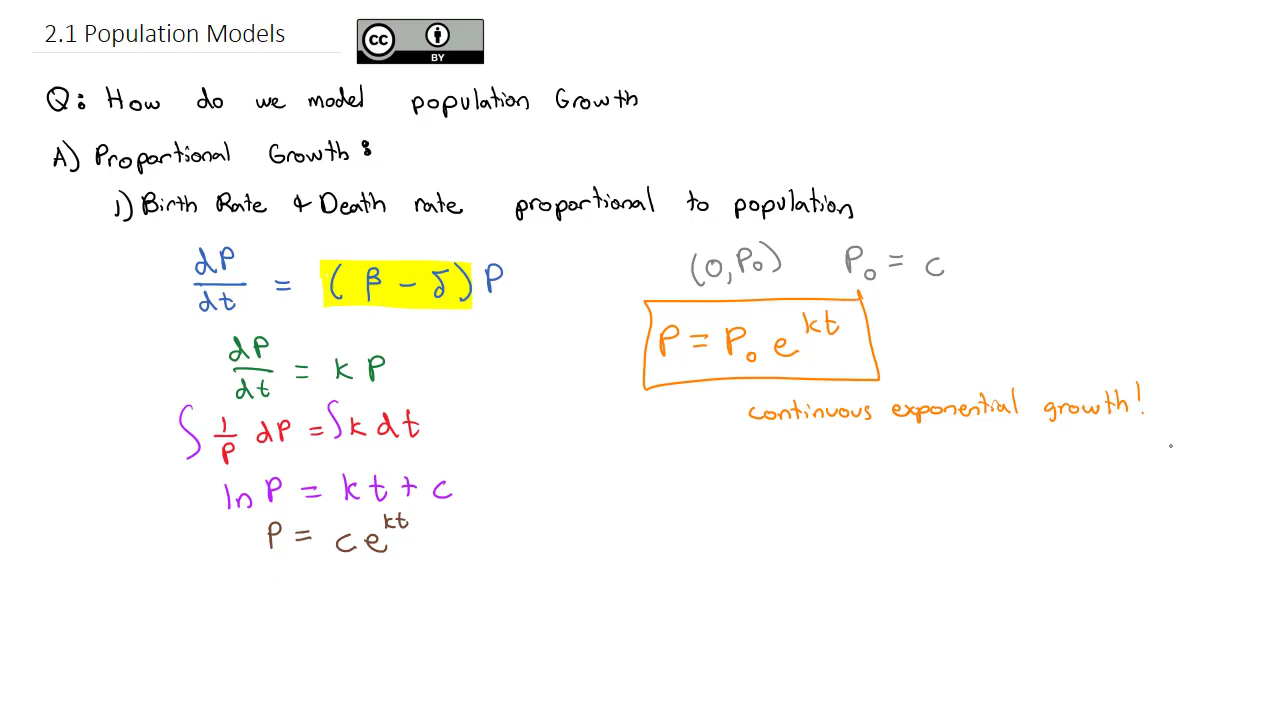 2.1 Population Models
CC BY
Q: How do we model population Growth
A) Proportional Growth:
1) Birth Rate & Death rate proportional to population
dP/dt = (β − δ) P
(0, P₀) P₀ = c
P = P₀ e^{kt}
dP/dt = k P
continuous exponential growth!
∫ 1/P dP = ∫ k dt
ln P = kt + c
P = c e^{kt}